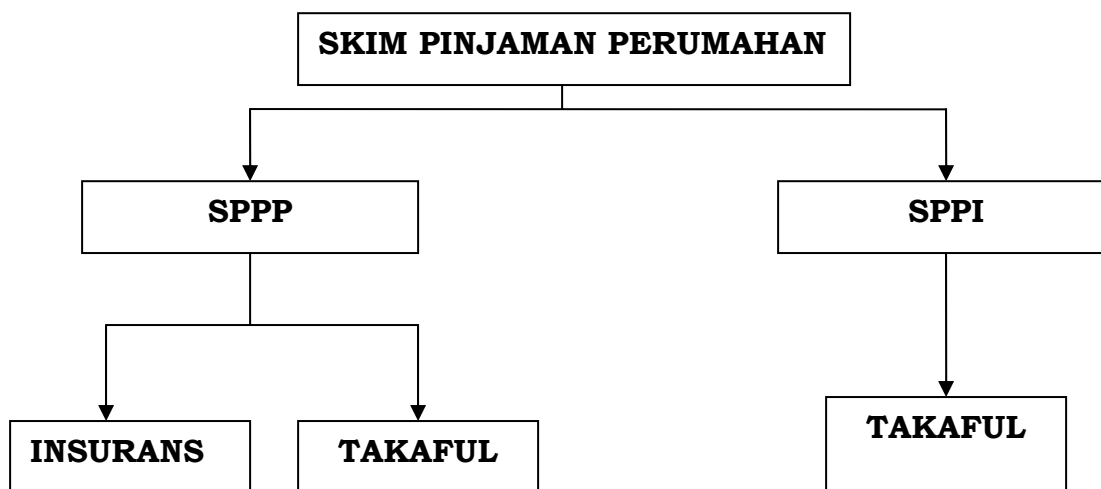 SKIM PINJAMAN PERUMAHAN
SPPP
SPPI
INSURANS
TAKAFUL
TAKAFUL